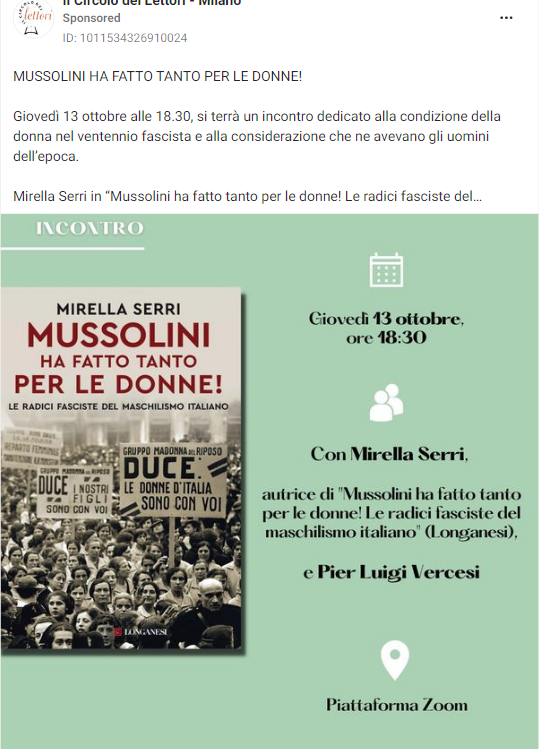 Il Circolo dei Lettori - Milano
Sponsored
ID: 1011534326910024
MUSSOLINI HA FATTO TANTO PER LE DONNE!
Giovedì 13 ottobre alle 18.30, si terrà un incontro dedicato alla condizione della
donna nel ventennio fascista e alla considerazione che ne avevano gli uomini
dell'epoca.
Mirella Serri in “Mussolini ha fatto tanto per le donne! Le radici fasciste del...
INCONTRO
MIRELLA SERRI
MUSSOLINI
HA FATTO TANTO
PER LE DONNE!
LE RADICI FASCISTE DEL MASCHILISMO ITALIANO
REPARTO FEMMINILE
GRUPPO MADONNA DEL RIPOSO
DUCE
I NOSTRI
FIGLI
SONO CON VOI
GRUPPO MADONNA DEL RIPOSO
DUCE:
LE DONNE D'ITALIA
SONO CON VOI
LONGANESI
Giovedì 13 ottobre,
ore 18:30
Con Mirella Serri,
autrice di "Mussolini ha fatto tanto
per le donne! Le radici fasciste del
maschilismo italiano" (Longanesi),
e Pier Luigi Vercesi
Piattaforma Zoom